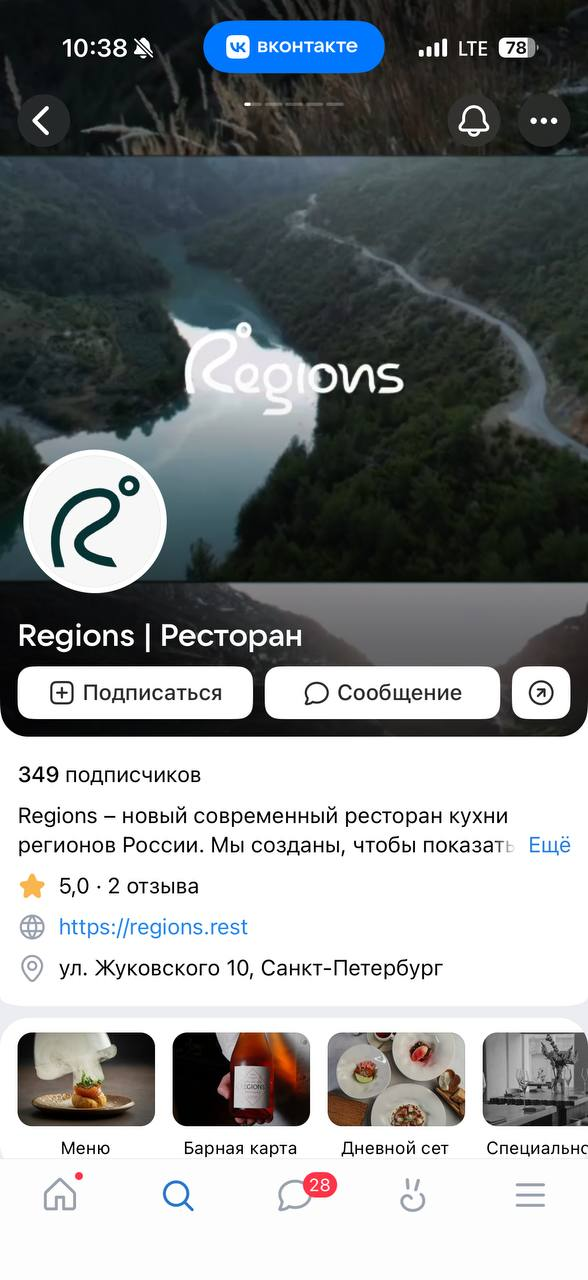 10:38
вконтакте
LTE
78
Regions
Regions | Ресторан
Подписаться
Сообщение
349 подписчиков
Regions – новый современный ресторан кухни
регионов России. Мы созданы, чтобы показать Ещё
5,0 · 2 отзыва
https://regions.rest
ул. Жуковского 10, Санкт-Петербург
REGIONS
Меню
Барная карта
Дневной сет
Специально
28